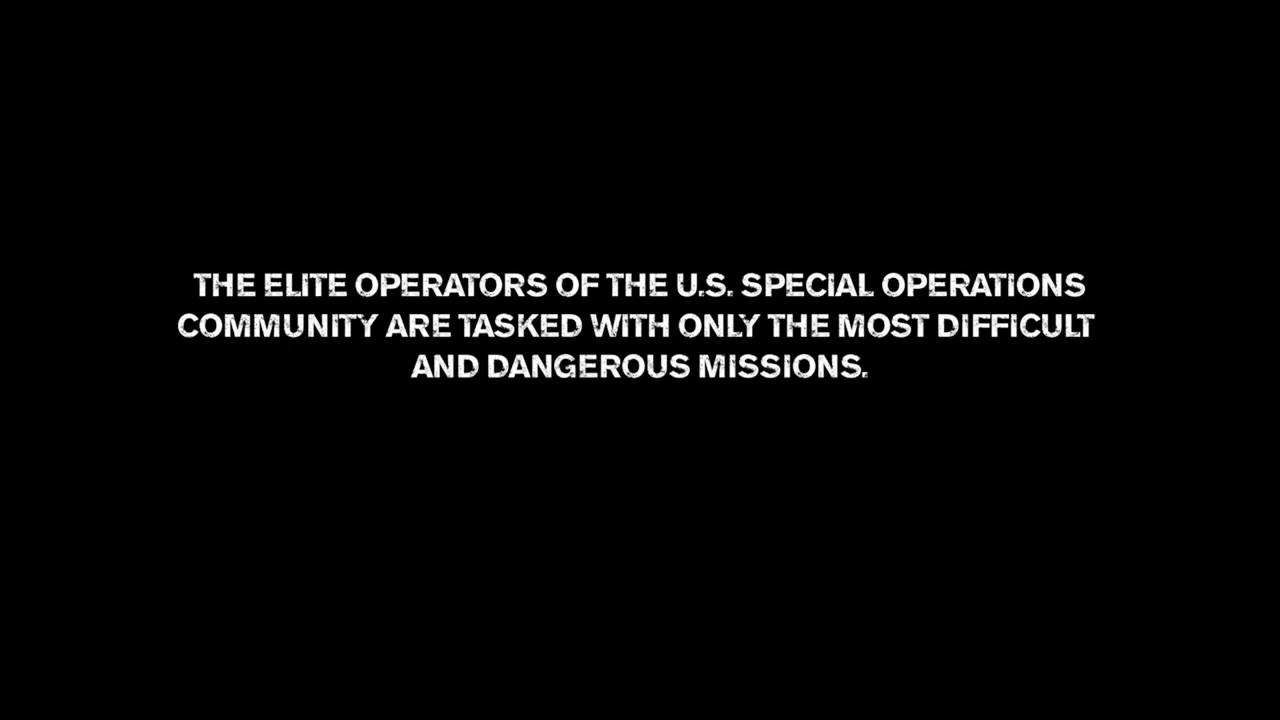 THE ELITE OPERATORS OF THE U.S. SPECIAL OPERATIONS
COMMUNITY ARE TASKED WITH ONLY THE MOST DIFFICULT
AND DANGEROUS MISSIONS.